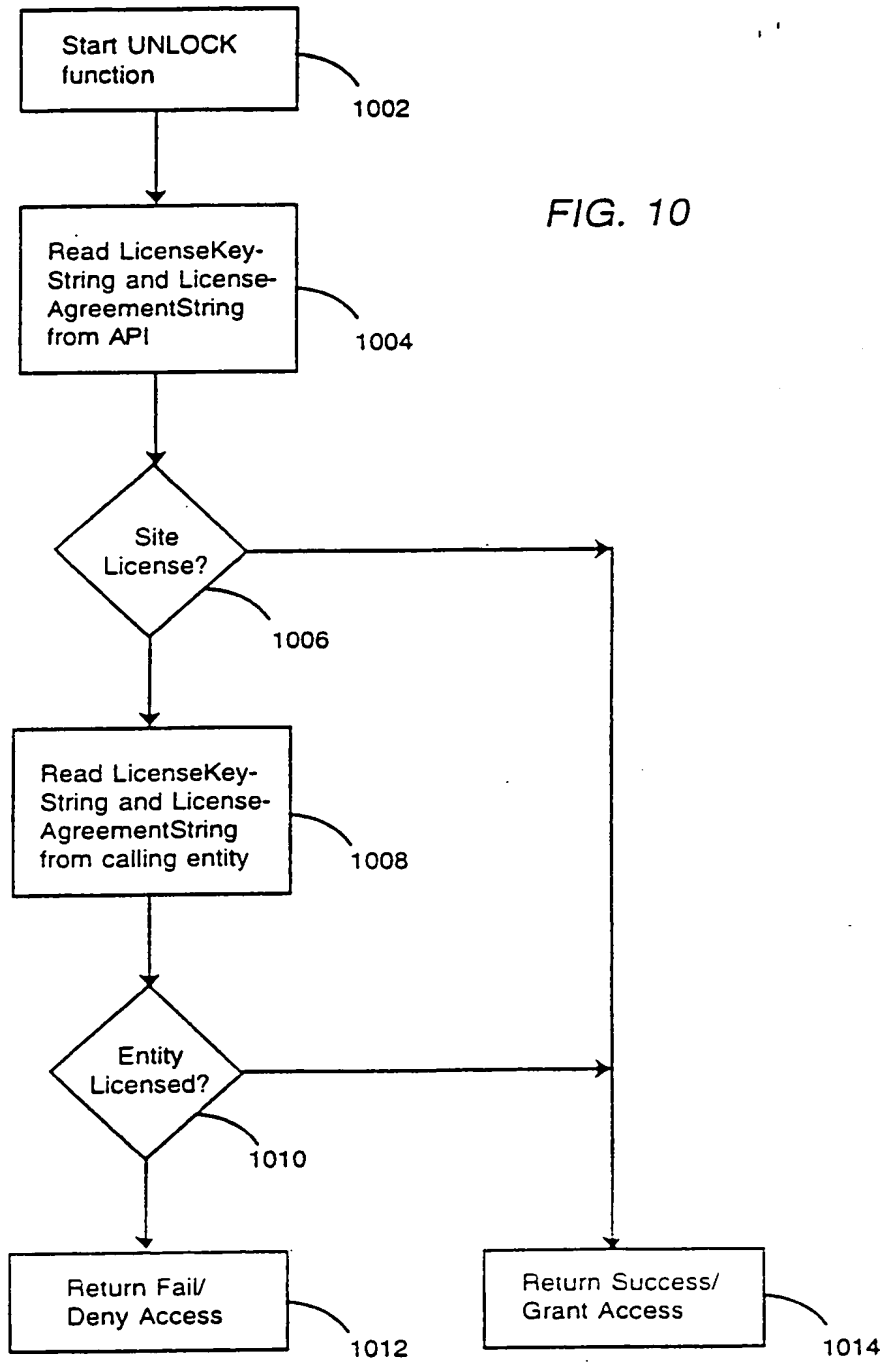 Start UNLOCK
function
1002
FIG. 10
Read LicenseKey-
String and License-
AgreementString
from API
1004
Site
License?
1006
Read LicenseKey-
String and License-
AgreementString
from calling entity
1008
Entity
Licensed?
1010
Return Fail/
Deny Access
1012
Return Success/
Grant Access
1014